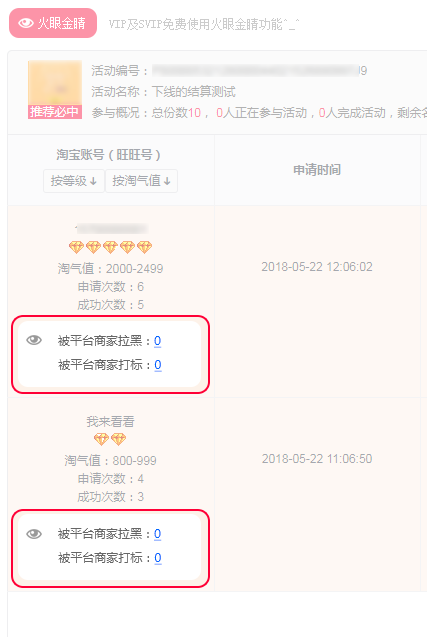 火眼金睛 VIP及SVIP免费使用火眼金睛功能^_^
活动编号：
推荐必中
活动名称：下线的结算测试
参与概况：总份数10，0人正在参与活动，0人完成活动，剩余
淘宝账号（旺旺号）
按等级↓ 按淘气值↓
申请时间
淘气值：2000-2499
申请次数：6
成功次数：5
2018-05-22 12:06:02
被平台商家拉黑：0
被平台商家打标：0
我来看看
淘气值：800-999
申请次数：4
成功次数：3
2018-05-22 11:06:50
被平台商家拉黑：0
被平台商家打标：0